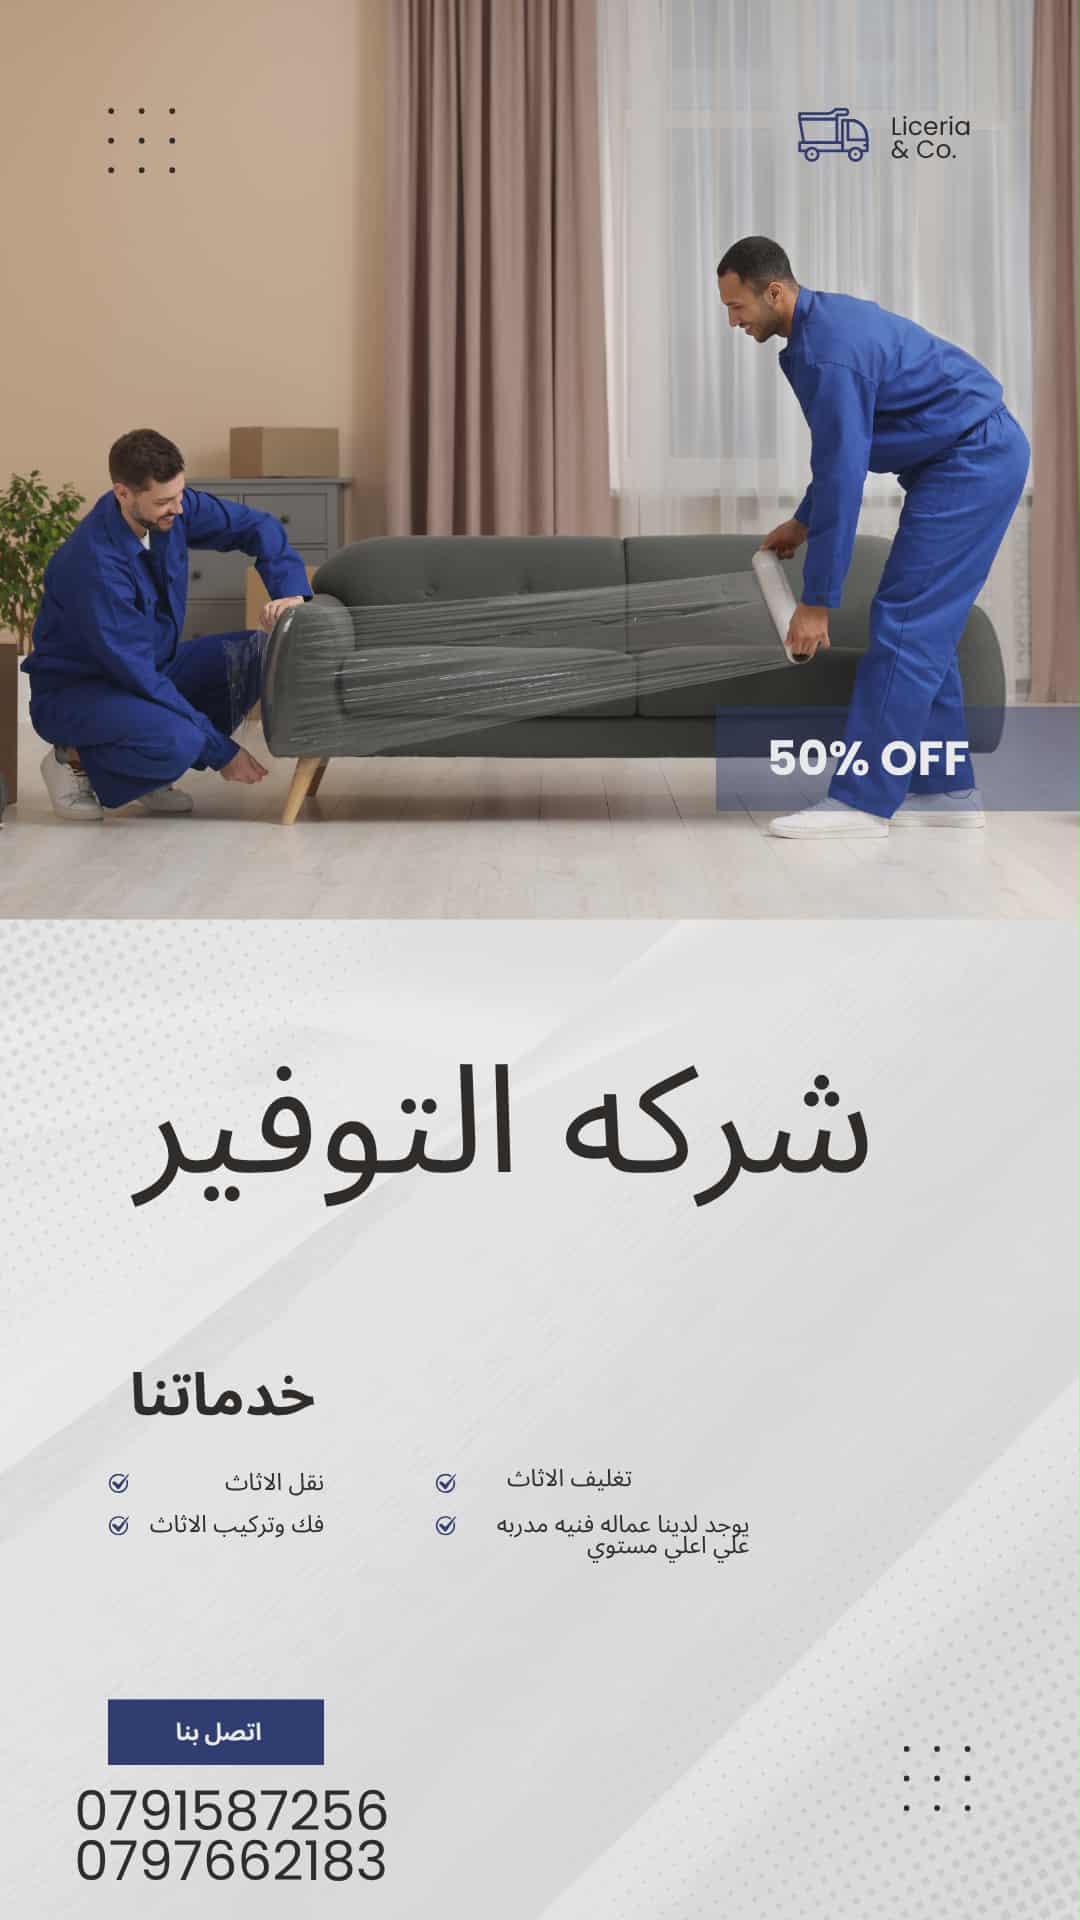 Liceria
& Co.
50% OFF
شركه التوفير
خدماتنا
نقل الاثاث
فك وتركيب الاثاث
تغليف الاثاث
يوجد لدينا عماله فنيه مدربه
علي اعلي مستوي
اتصل بنا
0791587256
0797662183